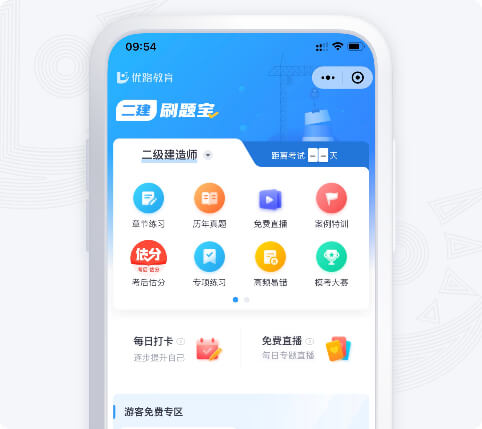 09:54
优路教育
二建 刷题宝
二级建造师
距离考试 -- 天
章节练习 历年真题 免费直播 案例特训
估分
考后 估分
考后估分 专项练习 高频易错 模考大赛
每日打卡 免费直播
逐步提升自己 每日专题直播
游客免费专区